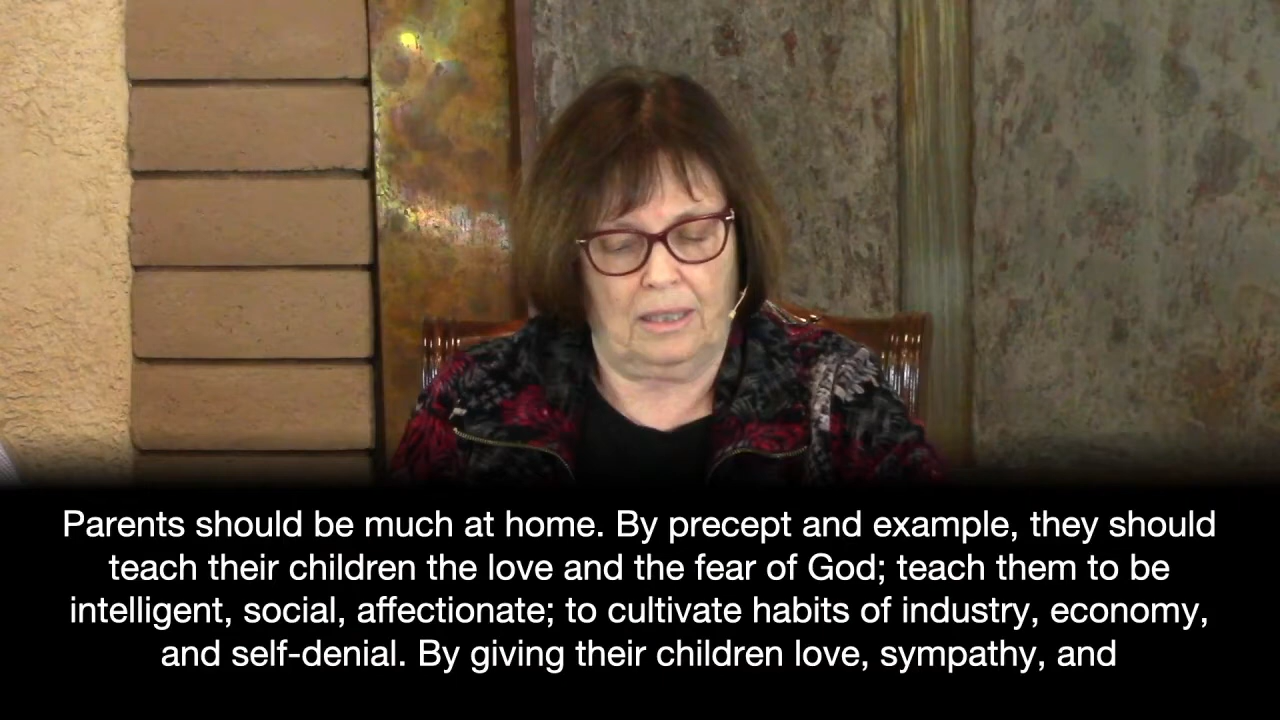 Parents should be much at home. By precept and example, they should
teach their children the love and the fear of God; teach them to be
intelligent, social, affectionate; to cultivate habits of industry, economy,
and self-denial. By giving their children love, sympathy, and